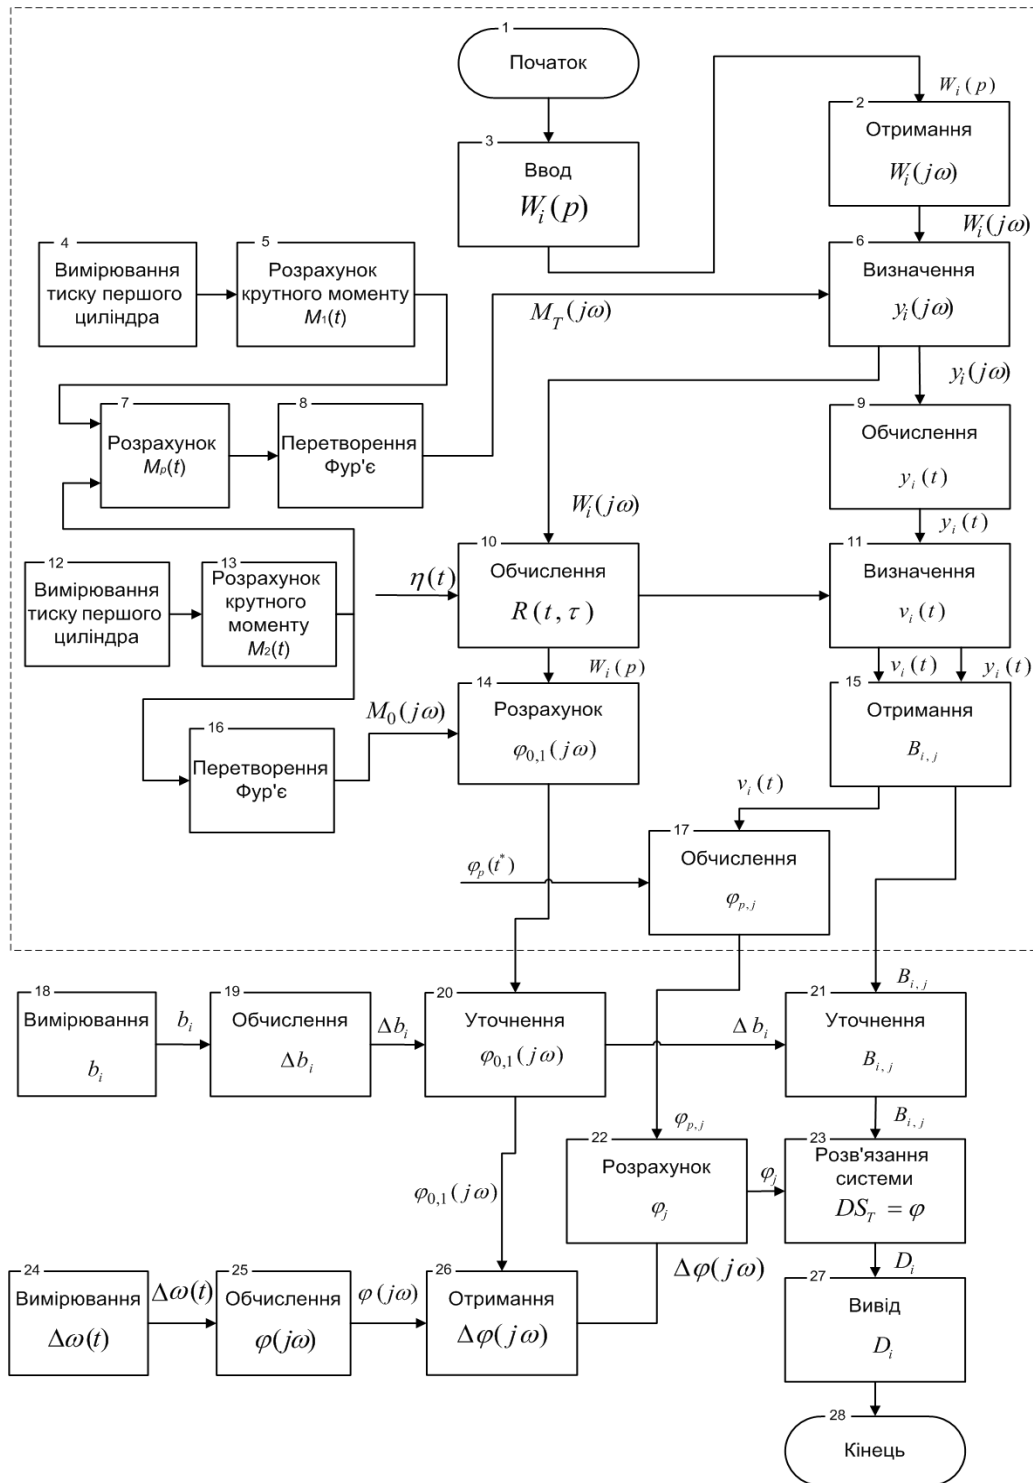 1
Початок
W_i(p)
2
Отримання
W_i(jω)
3
Ввод
W_i(p)
W_i(jω)
4
Вимірювання
тиску першого
циліндра
5
Розрахунок
крутного моменту
M₁(t)
6
Визначення
y_i(jω)
M_T(jω)
y_i(jω)
7
Розрахунок
M_p(t)
8
Перетворення
Фур'є
9
Обчислення
y_i(t)
W_i(jω)
y_i(t)
10
Обчислення
R(t,τ)
η(t)
11
Визначення
v_i(t)
12
Вимірювання
тиску першого
циліндра
13
Розрахунок
крутного
моменту
M₂(t)
W_i(p)
v_i(t)
y_i(t)
14
Розрахунок
φ_{0,1}(jω)
15
Отримання
B_{i,j}
M_0(jω)
16
Перетворення
Фур'є
v_i(t)
17
Обчислення
φ_{p,j}
φ_p(t*)
B_{i,j}
18
Вимірювання
b_i
b_i
19
Обчислення
Δb_i
Δb_i
20
Уточнення
φ_{0,1}(jω)
Δb_i
21
Уточнення
B_{i,j}
φ_{p,j}
B_{i,j}
22
Розрахунок
φ_j
φ_j
23
Розв'язання
системи
DS_T = φ
φ_{0,1}(jω)
Δφ(jω)
D_i
24
Вимірювання
Δω(t)
Δω(t)
25
Обчислення
φ(jω)
φ(jω)
26
Отримання
Δφ(jω)
27
Вивід
D_i
28
Кінець